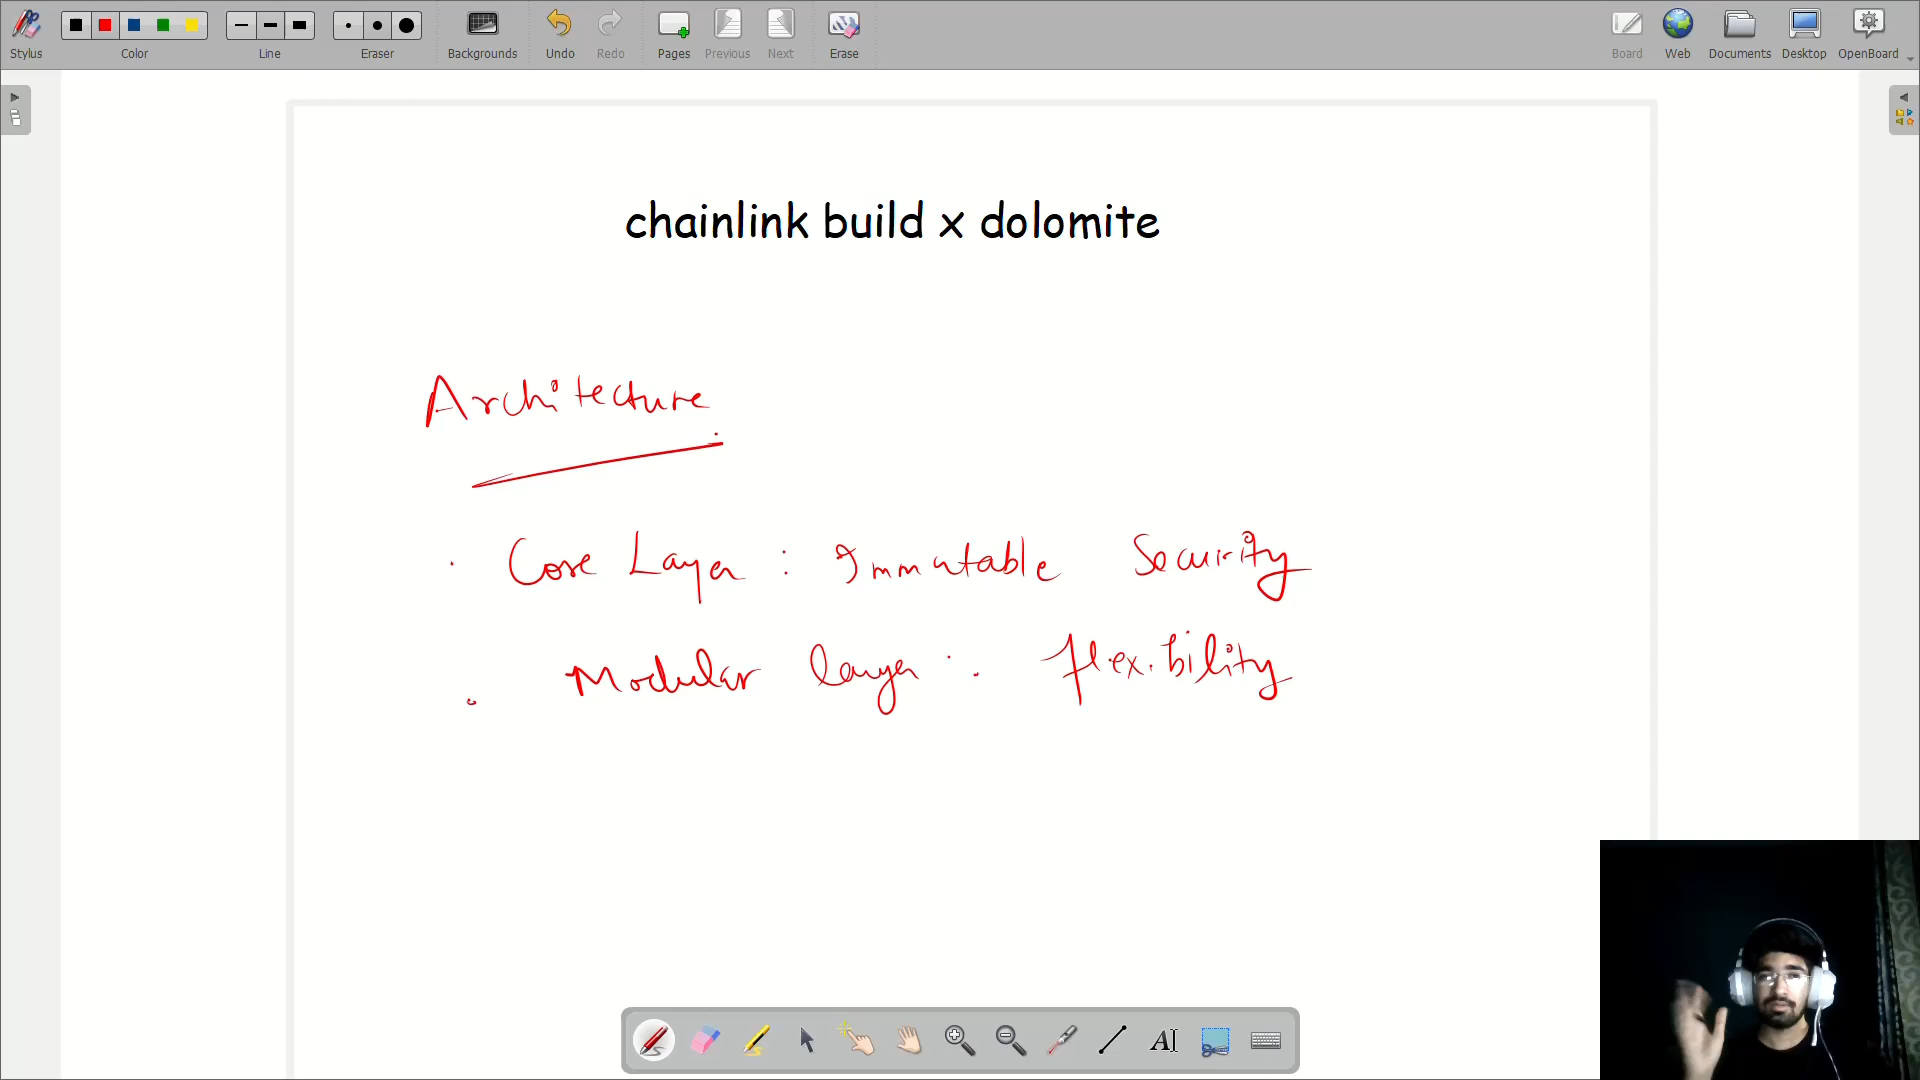 Stylus Color Line Eraser Backgrounds Undo Redo Pages Previous Next Erase Board Web Documents Desktop OpenBoard
chainlink build x dolomite
Architecture
. Core Layer : Immutable Security
. Modular layer : flexibility
AI